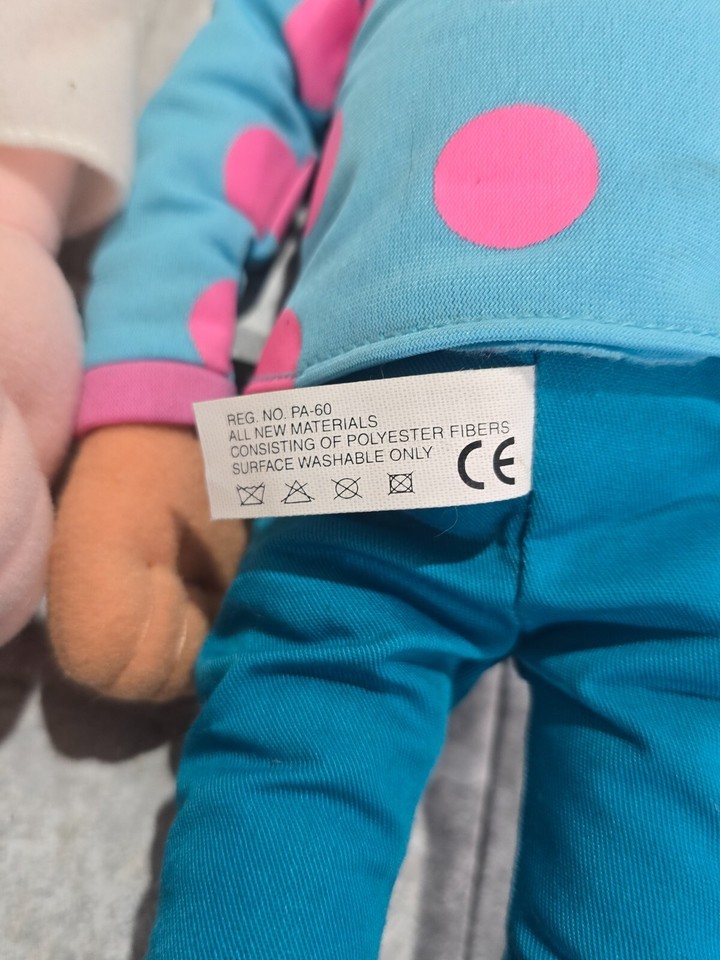 REG. NO. PA-60
ALL NEW MATERIALS
CONSISTING OF POLYESTER FIBERS
SURFACE WASHABLE ONLY
CE